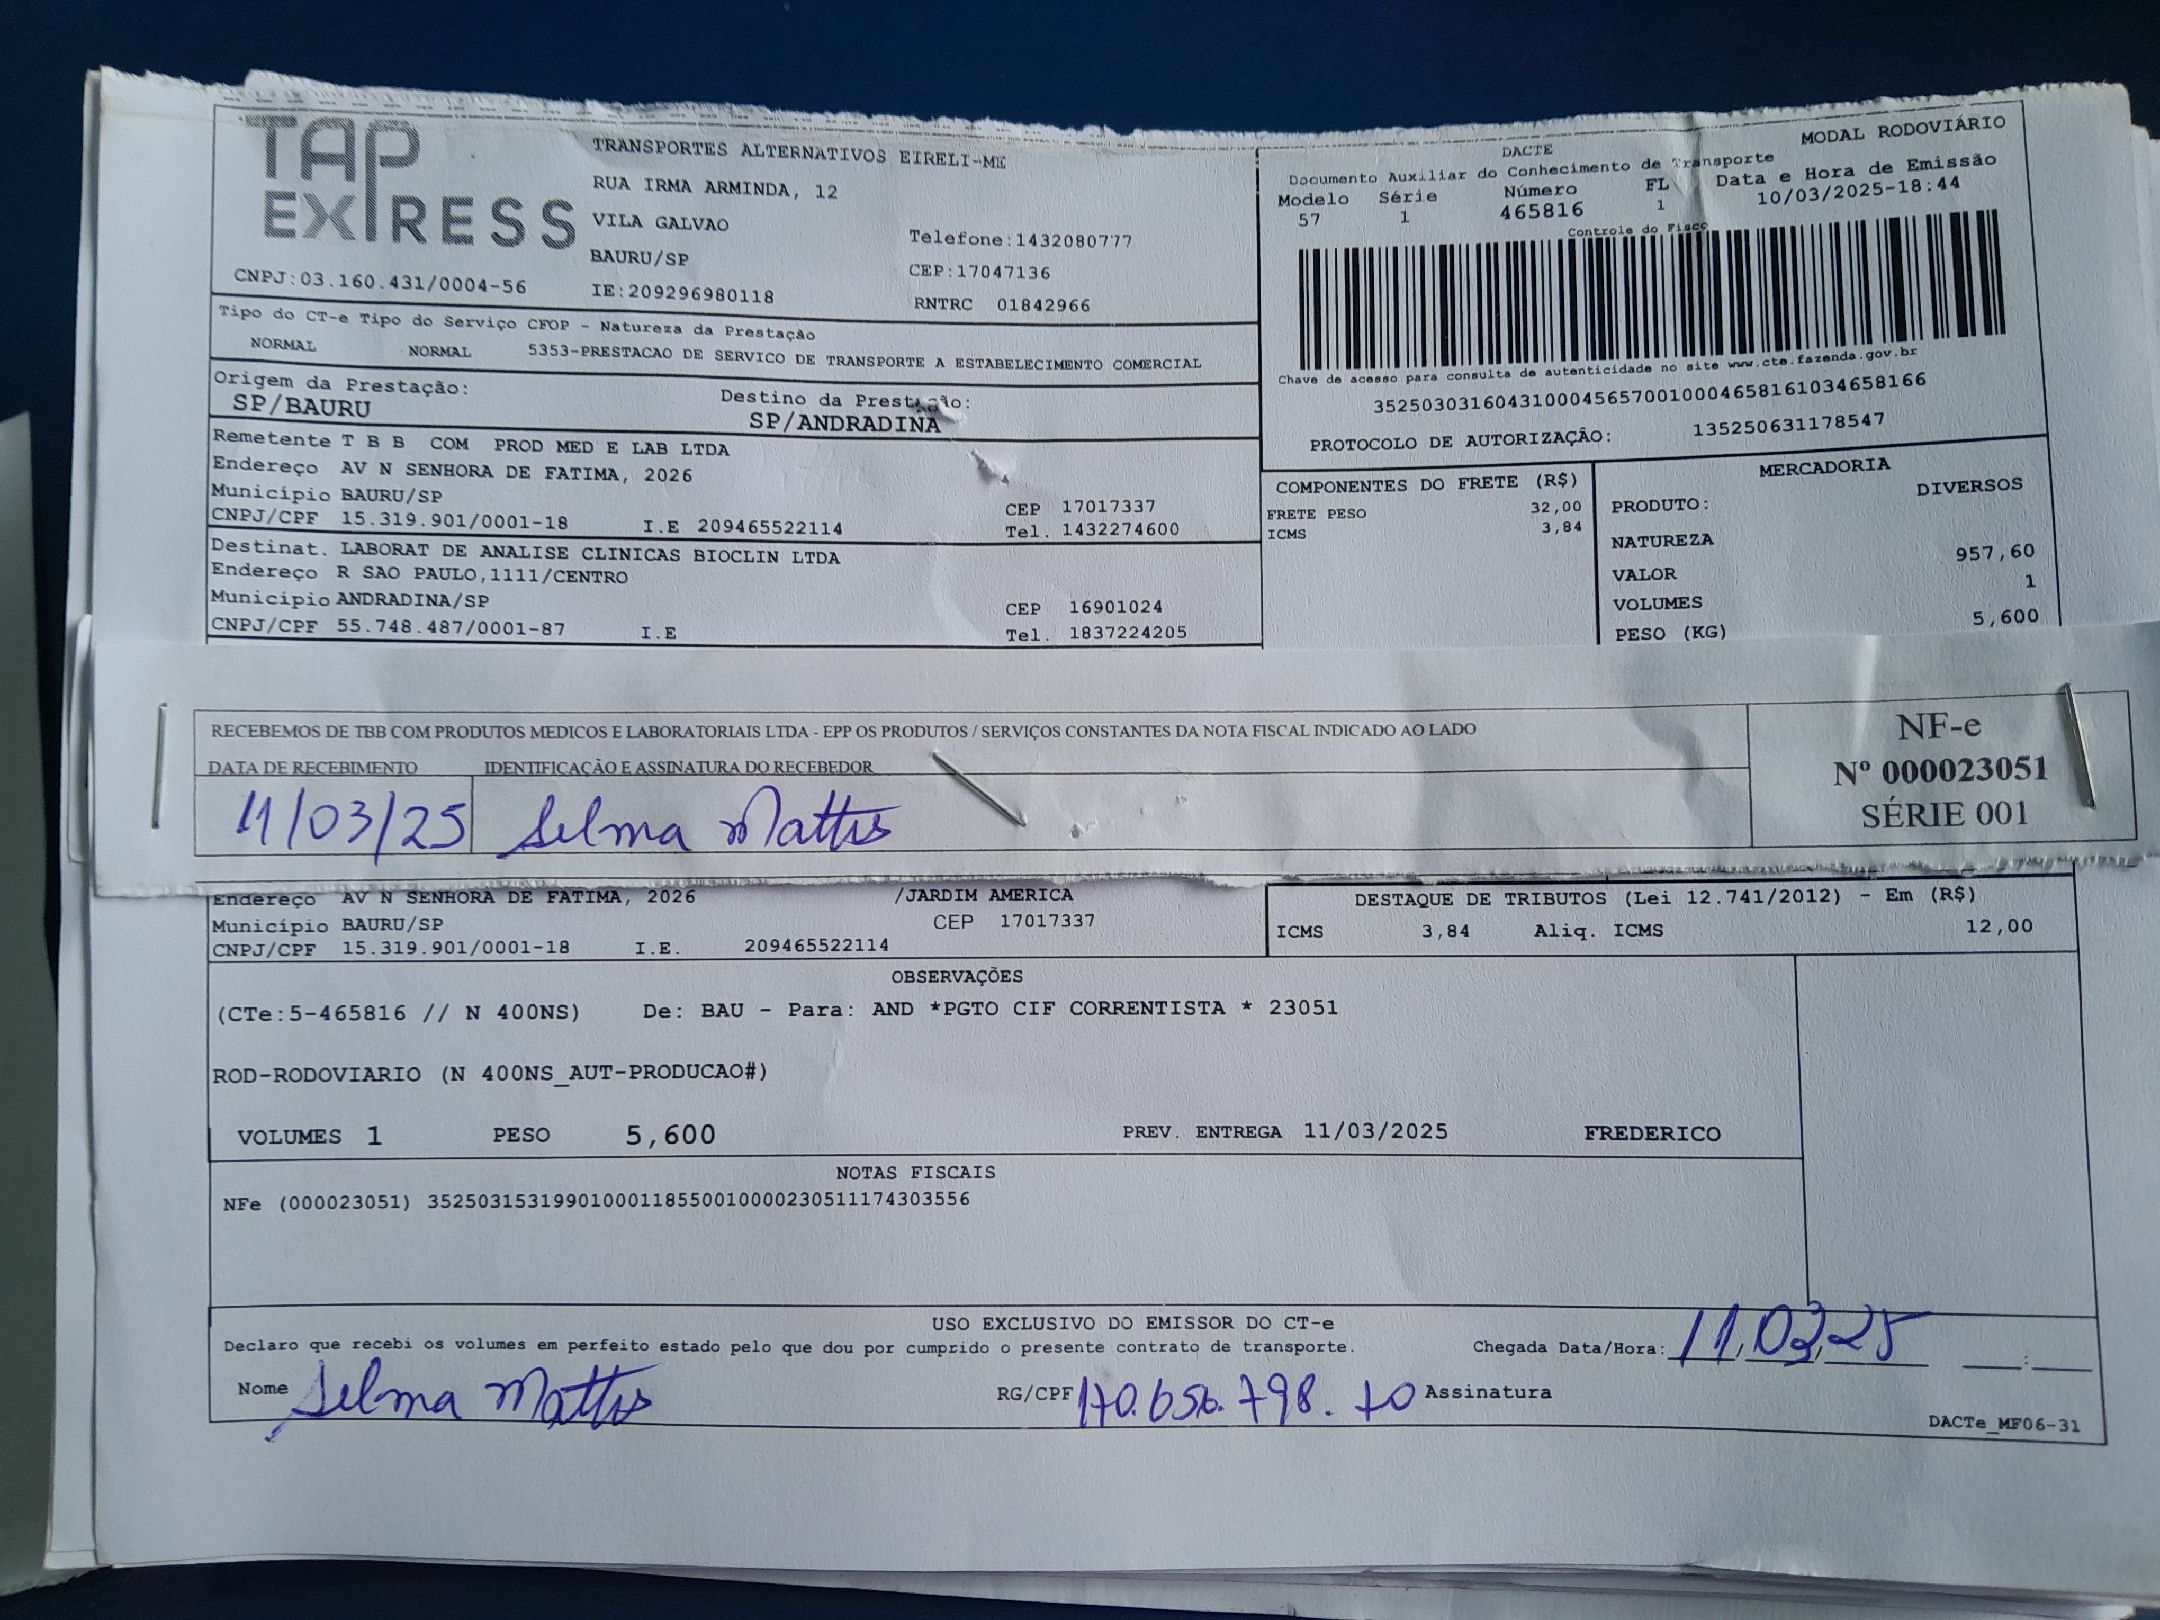 TAP EXPRESS
TRANSPORTES ALTERNATIVOS EIRELI-ME
RUA IRMA ARMINDA, 12
VILA GALVAO
Telefone:1432080777
BAURU/SP
CEP:17047136
CNPJ:03.160.431/0004-56
IE:209296980118
RNTRC 01842966
DACTE
MODAL RODOVIÁRIO
Documento Auxiliar do Conhecimento de Transporte
Modelo Série Número FL Data e Hora de Emissão
57 1 465816 1 10/03/2025-18:44
Controle do Fisco
Chave de acesso para consulta de autenticidade no site www.cte.fazenda.gov.br
35250303160431000456570010004658161034658166
PROTOCOLO DE AUTORIZAÇÃO: 135250631178547
Tipo do CT-e Tipo do Serviço CFOP - Natureza da Prestação
NORMAL NORMAL 5353-PRESTACAO DE SERVICO DE TRANSPORTE A ESTABELECIMENTO COMERCIAL
Origem da Prestação: Destino da Prestação:
SP/BAURU SP/ANDRADINA
Remetente T B B COM PROD MED E LAB LTDA
Endereço AV N SENHORA DE FATIMA, 2026
Município BAURU/SP CEP 17017337
CNPJ/CPF 15.319.901/0001-18 I.E 209465522114 Tel. 1432274600
Destinat. LABORAT DE ANALISE CLINICAS BIOCLIN LTDA
Endereço R SAO PAULO,1111/CENTRO
Município ANDRADINA/SP CEP 16901024
CNPJ/CPF 55.748.487/0001-87 I.E Tel. 1837224205
COMPONENTES DO FRETE (R$)
FRETE PESO 32,00
ICMS 3,84
MERCADORIA
PRODUTO: DIVERSOS
NATUREZA
VALOR 957,60
VOLUMES 1
PESO (KG) 5,600
RECEBEMOS DE TBB COM PRODUTOS MEDICOS E LABORATORIAIS LTDA - EPP OS PRODUTOS / SERVIÇOS CONSTANTES DA NOTA FISCAL INDICADO AO LADO
DATA DE RECEBIMENTO IDENTIFICAÇÃO E ASSINATURA DO RECEBEDOR
11/03/25 Selma Mattos
NF-e
Nº 000023051
SÉRIE 001
Endereço AV N SENHORA DE FATIMA, 2026 /JARDIM AMERICA
Município BAURU/SP CEP 17017337
CNPJ/CPF 15.319.901/0001-18 I.E. 209465522114
DESTAQUE DE TRIBUTOS (Lei 12.741/2012) - Em (R$)
ICMS 3,84 Aliq. ICMS 12,00
OBSERVAÇÕES
(CTe:5-465816 // N 400NS) De: BAU - Para: AND *PGTO CIF CORRENTISTA * 23051
ROD-RODOVIARIO (N 400NS_AUT-PRODUCAO#)
VOLUMES 1 PESO 5,600 PREV. ENTREGA 11/03/2025 FREDERICO
NOTAS FISCAIS
NFe (000023051) 35250315319901000118550010000230511174303556
USO EXCLUSIVO DO EMISSOR DO CT-e
Declaro que recebi os volumes em perfeito estado pelo que dou por cumprido o presente contrato de transporte. Chegada Data/Hora: 11,03,25 __:__
Nome Selma Mattos RG/CPF 170.656.798.70 Assinatura
DACTe_MF06-31